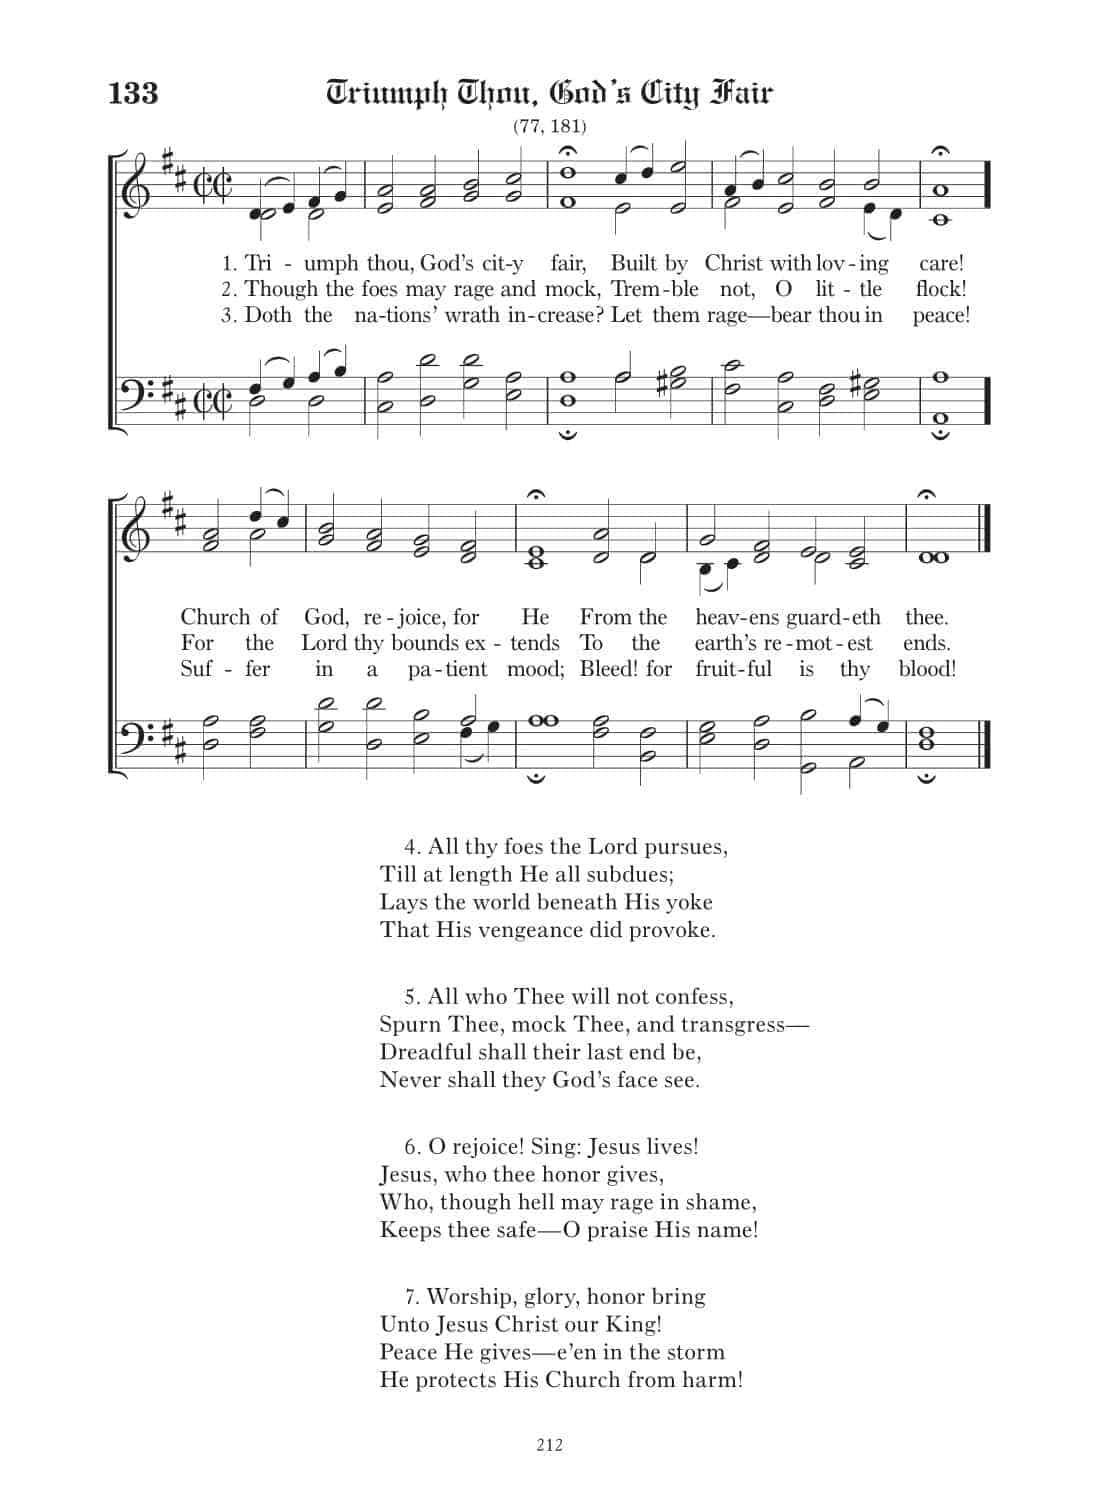 133
Triumph Thou, God's City Fair
(77, 181)
1. Tri - umph thou, God's cit-y fair, Built by Christ with lov - ing care!
2. Though the foes may rage and mock, Trem-ble not, O lit - tle flock!
3. Doth the na-tions' wrath in-crease? Let them rage—bear thou in peace!
Church of God, re - joice, for He From the heav-ens guard-eth thee.
For the Lord thy bounds ex - tends To the earth's re-mot-est ends.
Suf - fer in a pa-tient mood; Bleed! for fruit-ful is thy blood!
4. All thy foes the Lord pursues,
Till at length He all subdues;
Lays the world beneath His yoke
That His vengeance did provoke.
5. All who Thee will not confess,
Spurn Thee, mock Thee, and transgress—
Dreadful shall their last end be,
Never shall they God's face see.
6. O rejoice! Sing: Jesus lives!
Jesus, who thee honor gives,
Who, though hell may rage in shame,
Keeps thee safe—O praise His name!
7. Worship, glory, honor bring
Unto Jesus Christ our King!
Peace He gives—e'en in the storm
He protects His Church from harm!
212